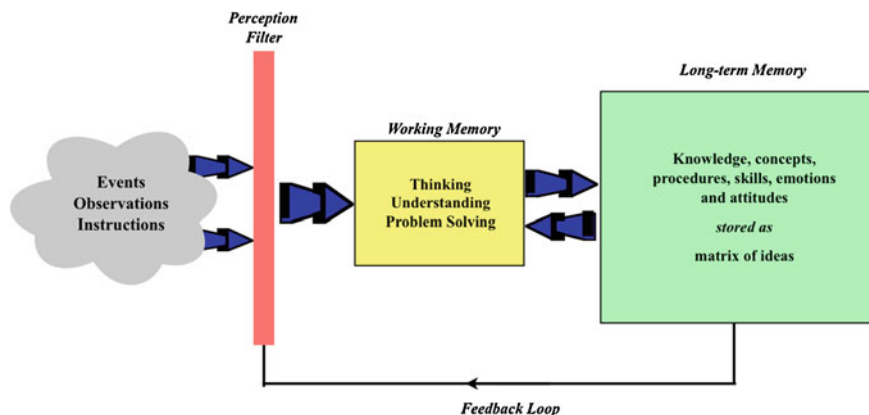 Perception
Filter
Long-term Memory
Working Memory
Events
Observations
Instructions
Thinking
Understanding
Problem Solving
Knowledge, concepts,
procedures, skills, emotions
and attitudes
stored as
matrix of ideas
Feedback Loop